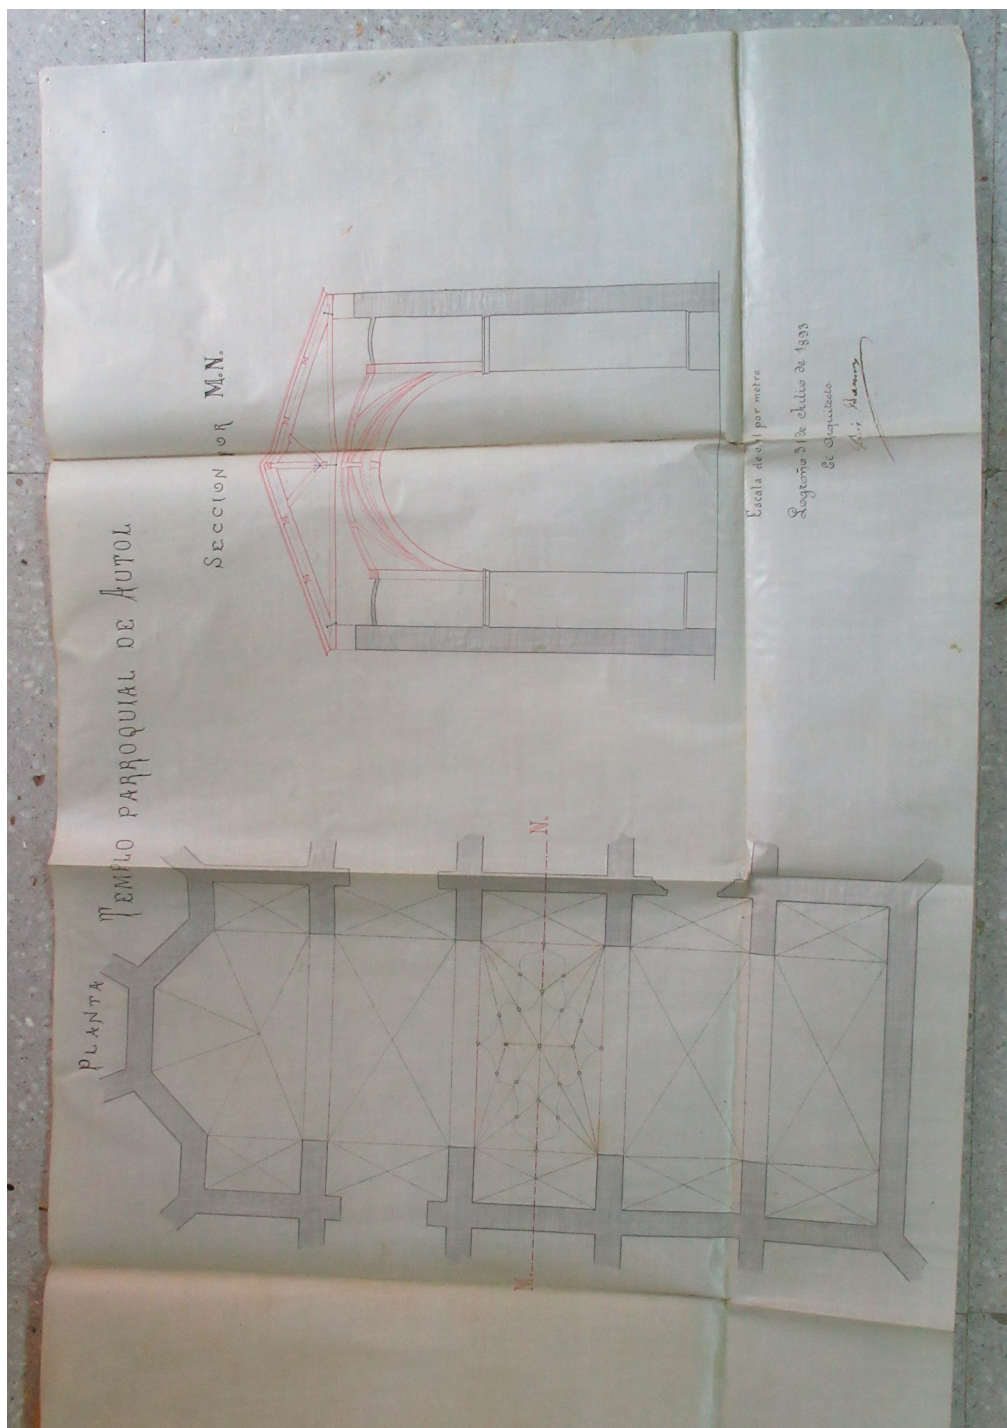 TEMPLO PARROQUIAL DE AUTOL
PLANTA
SECCION POR M.N.
M.
N.
Escala de 0,01 por metro
Logroño 31 de Julio de 1893
El Arquitecto